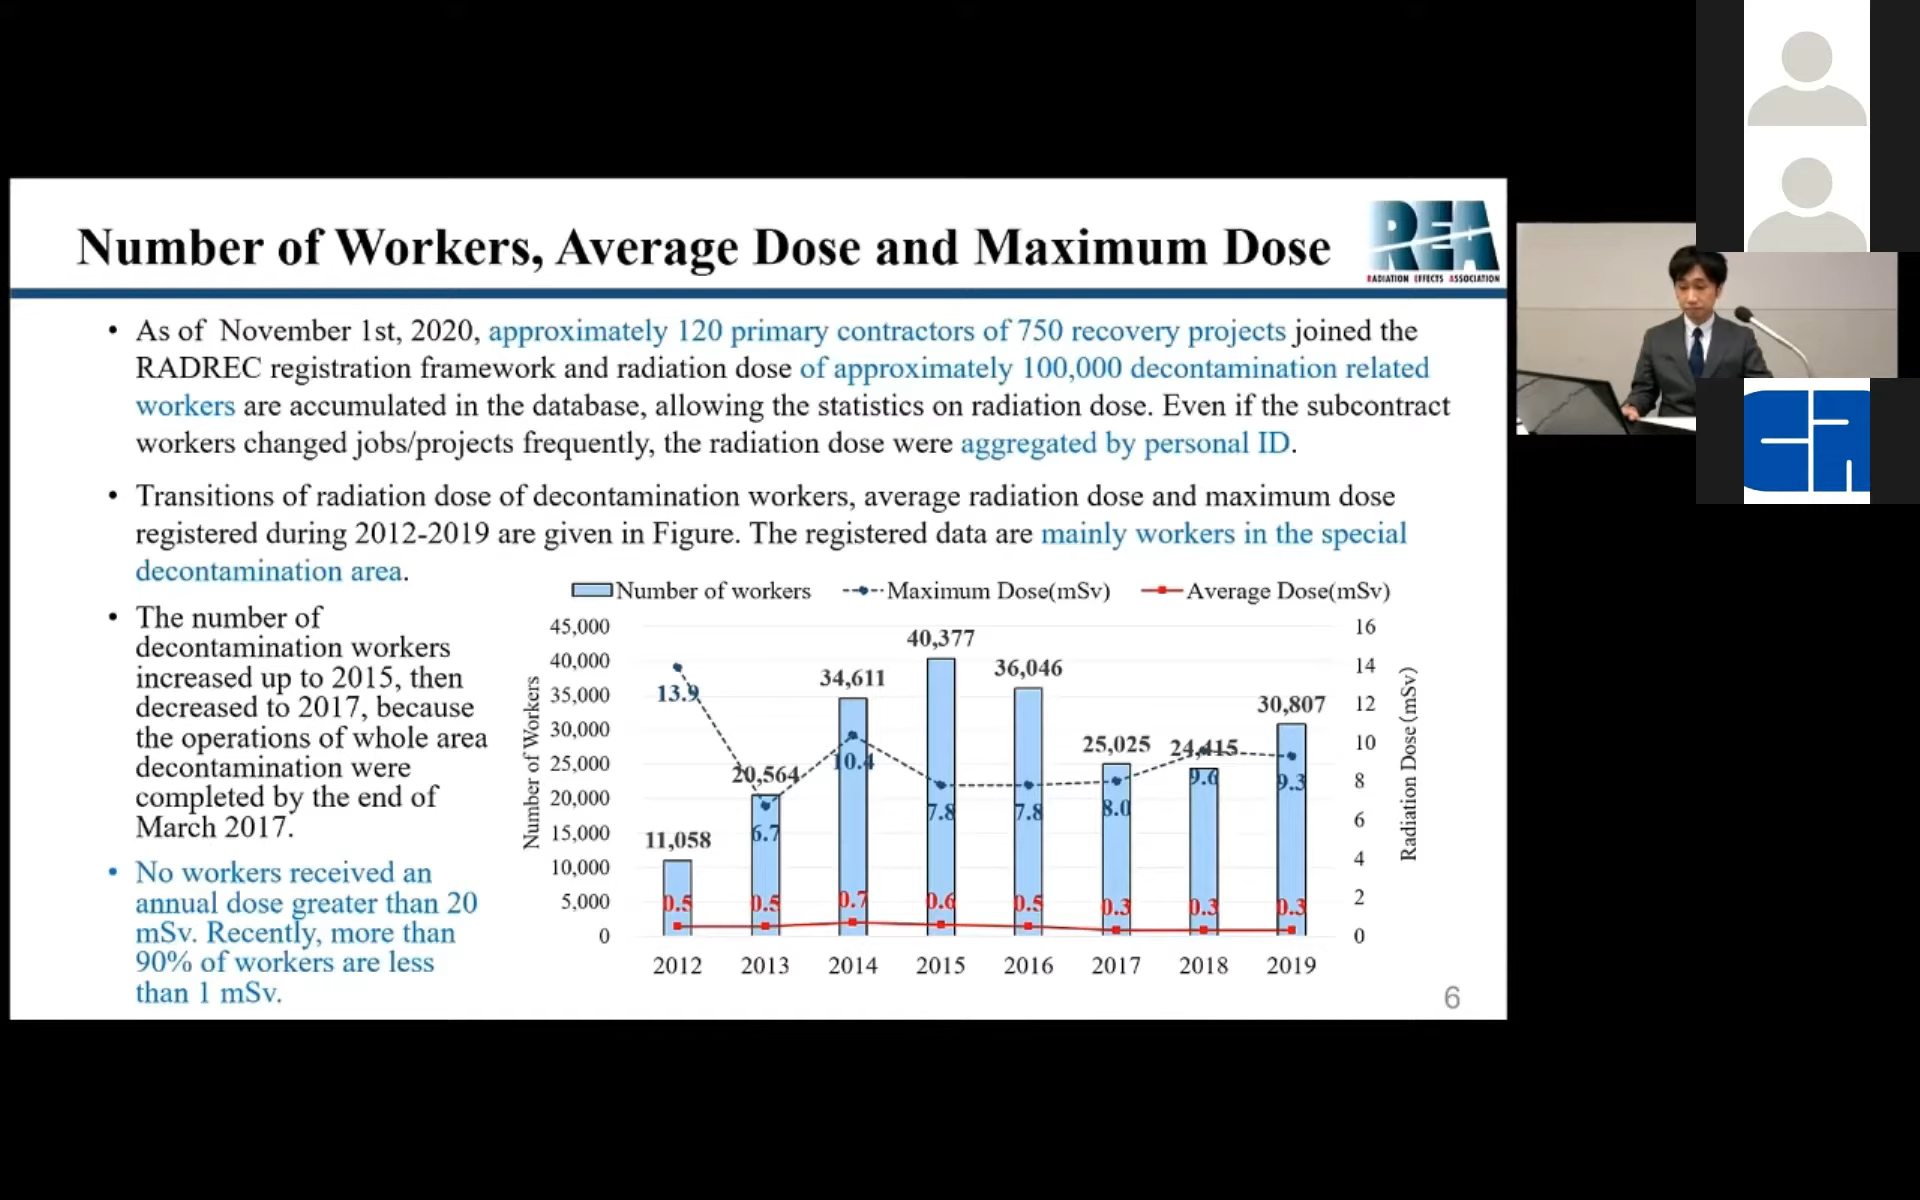 Number of Workers, Average Dose and Maximum Dose
REA
RADIATION EFFECTS ASSOCIATION
• As of November 1st, 2020, approximately 120 primary contractors of 750 recovery projects joined the
RADREC registration framework and radiation dose of approximately 100,000 decontamination related
workers are accumulated in the database, allowing the statistics on radiation dose. Even if the subcontract
workers changed jobs/projects frequently, the radiation dose were aggregated by personal ID.
• Transitions of radiation dose of decontamination workers, average radiation dose and maximum dose
registered during 2012-2019 are given in Figure. The registered data are mainly workers in the special
decontamination area.
• The number of
decontamination workers
increased up to 2015, then
decreased to 2017, because
the operations of whole area
decontamination were
completed by the end of
March 2017.
• No workers received an
annual dose greater than 20
mSv. Recently, more than
90% of workers are less
than 1 mSv.
Number of workers Maximum Dose(mSv) Average Dose(mSv)
Number of Workers
45,000
40,000
35,000
30,000
25,000
20,000
15,000
10,000
5,000
0
11,058 20,564 34,611 40,377 36,046 25,025 24,415 30,807
13.9 6.7 10.4 7.8 7.8 8.0 9.6 9.3
0.5 0.5 0.7 0.6 0.5 0.3 0.3 0.3
2012 2013 2014 2015 2016 2017 2018 2019
16
14
12
10
8
6
4
2
0
Radiation Dose(mSv)
6